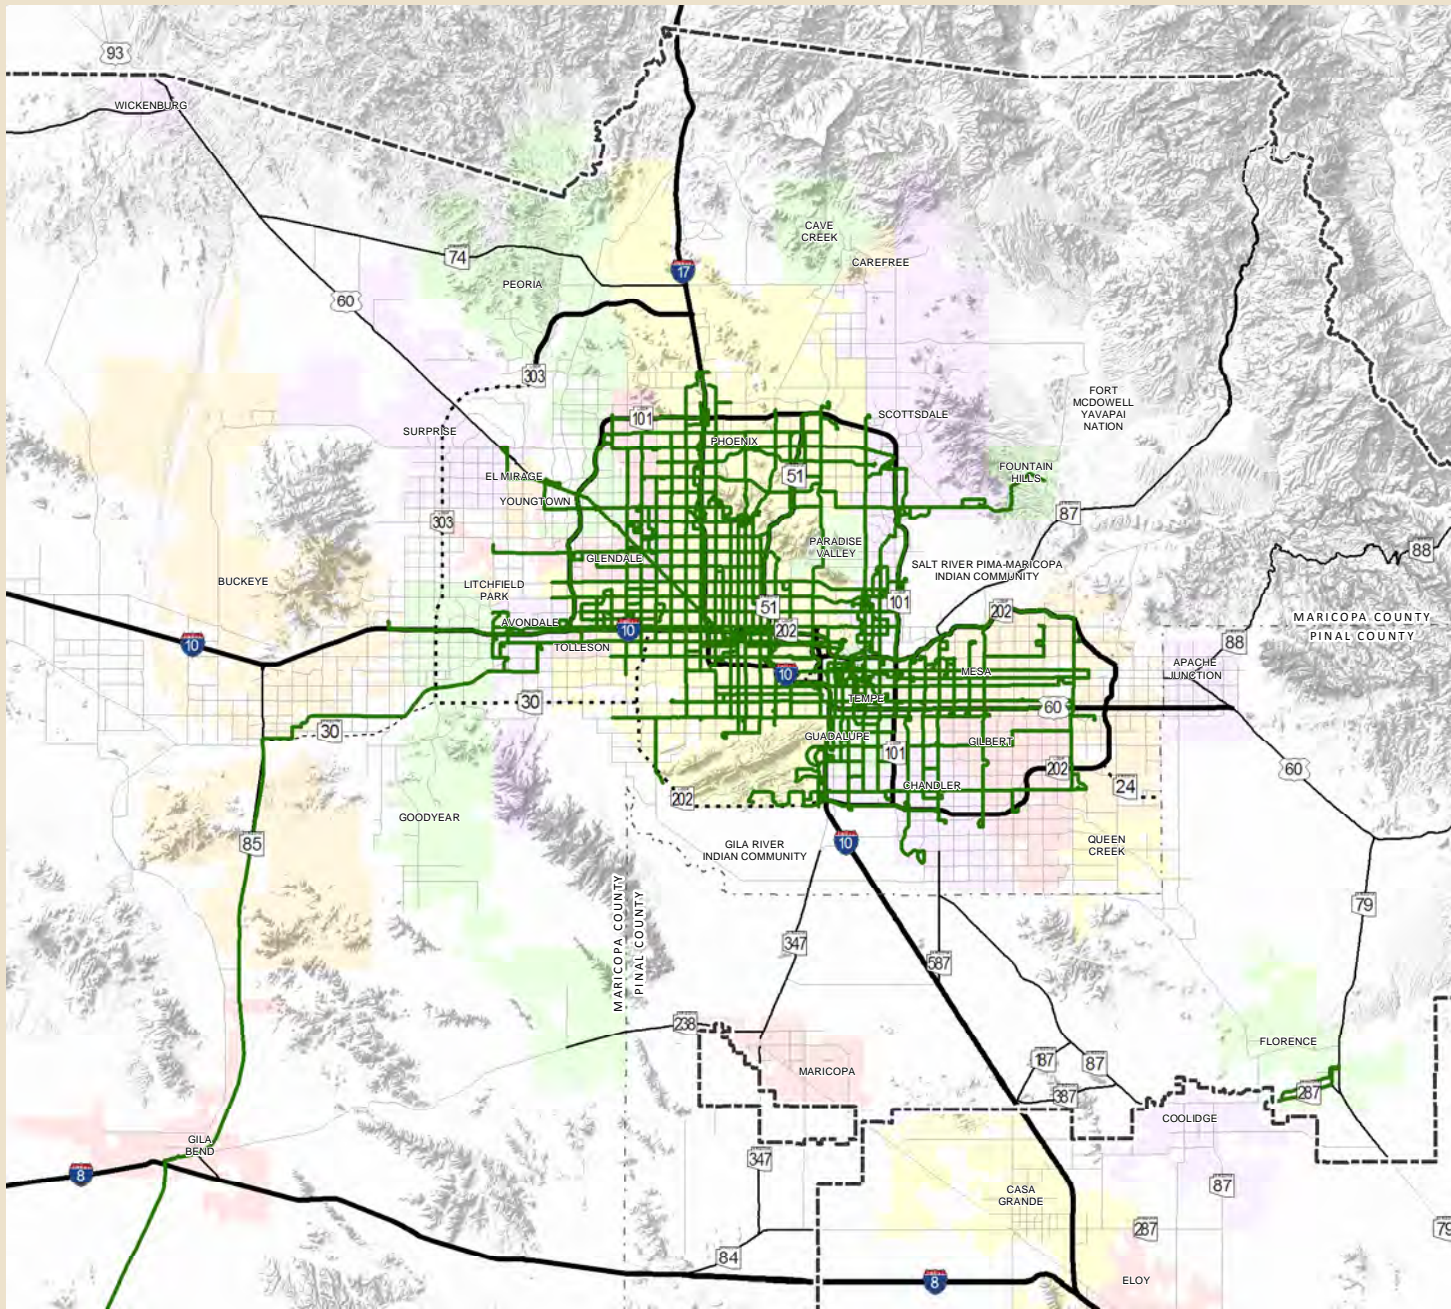 93
WICKENBURG
CAVE
CREEK
74
CAREFREE
17
PEORIA
60
303
FORT
MCDOWELL
YAVAPAI
NATION
101
SCOTTSDALE
SURPRISE
PHOENIX
51
FOUNTAIN
HILLS
EL MIRAGE
YOUNGTOWN
87
303
PARADISE
VALLEY
88
GLENDALE
SALT RIVER PIMA-MARICOPA
INDIAN COMMUNITY
BUCKEYE
LITCHFIELD
PARK
51
101
202
MARICOPA COUNTY
PINAL COUNTY
AVONDALE
10
202
10
TOLLESON
88
APACHE
JUNCTION
10
MESA
TEMPE
30
60
30
GUADALUPE
GILBERT
101
202
60
CHANDLER
24
202
GOODYEAR
85
10
GILA RIVER
INDIAN COMMUNITY
QUEEN
CREEK
79
MARICOPA COUNTY
PINAL COUNTY
347
587
238
FLORENCE
187
87
MARICOPA
387
287
COOLIDGE
GILA
BEND
8
347
87
CASA
GRANDE
287
79
84
8
ELOY